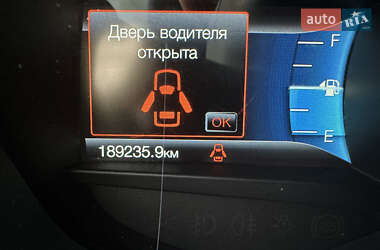 auto RIA
Дверь водителя
открыта
F
OK
E
189235.9км